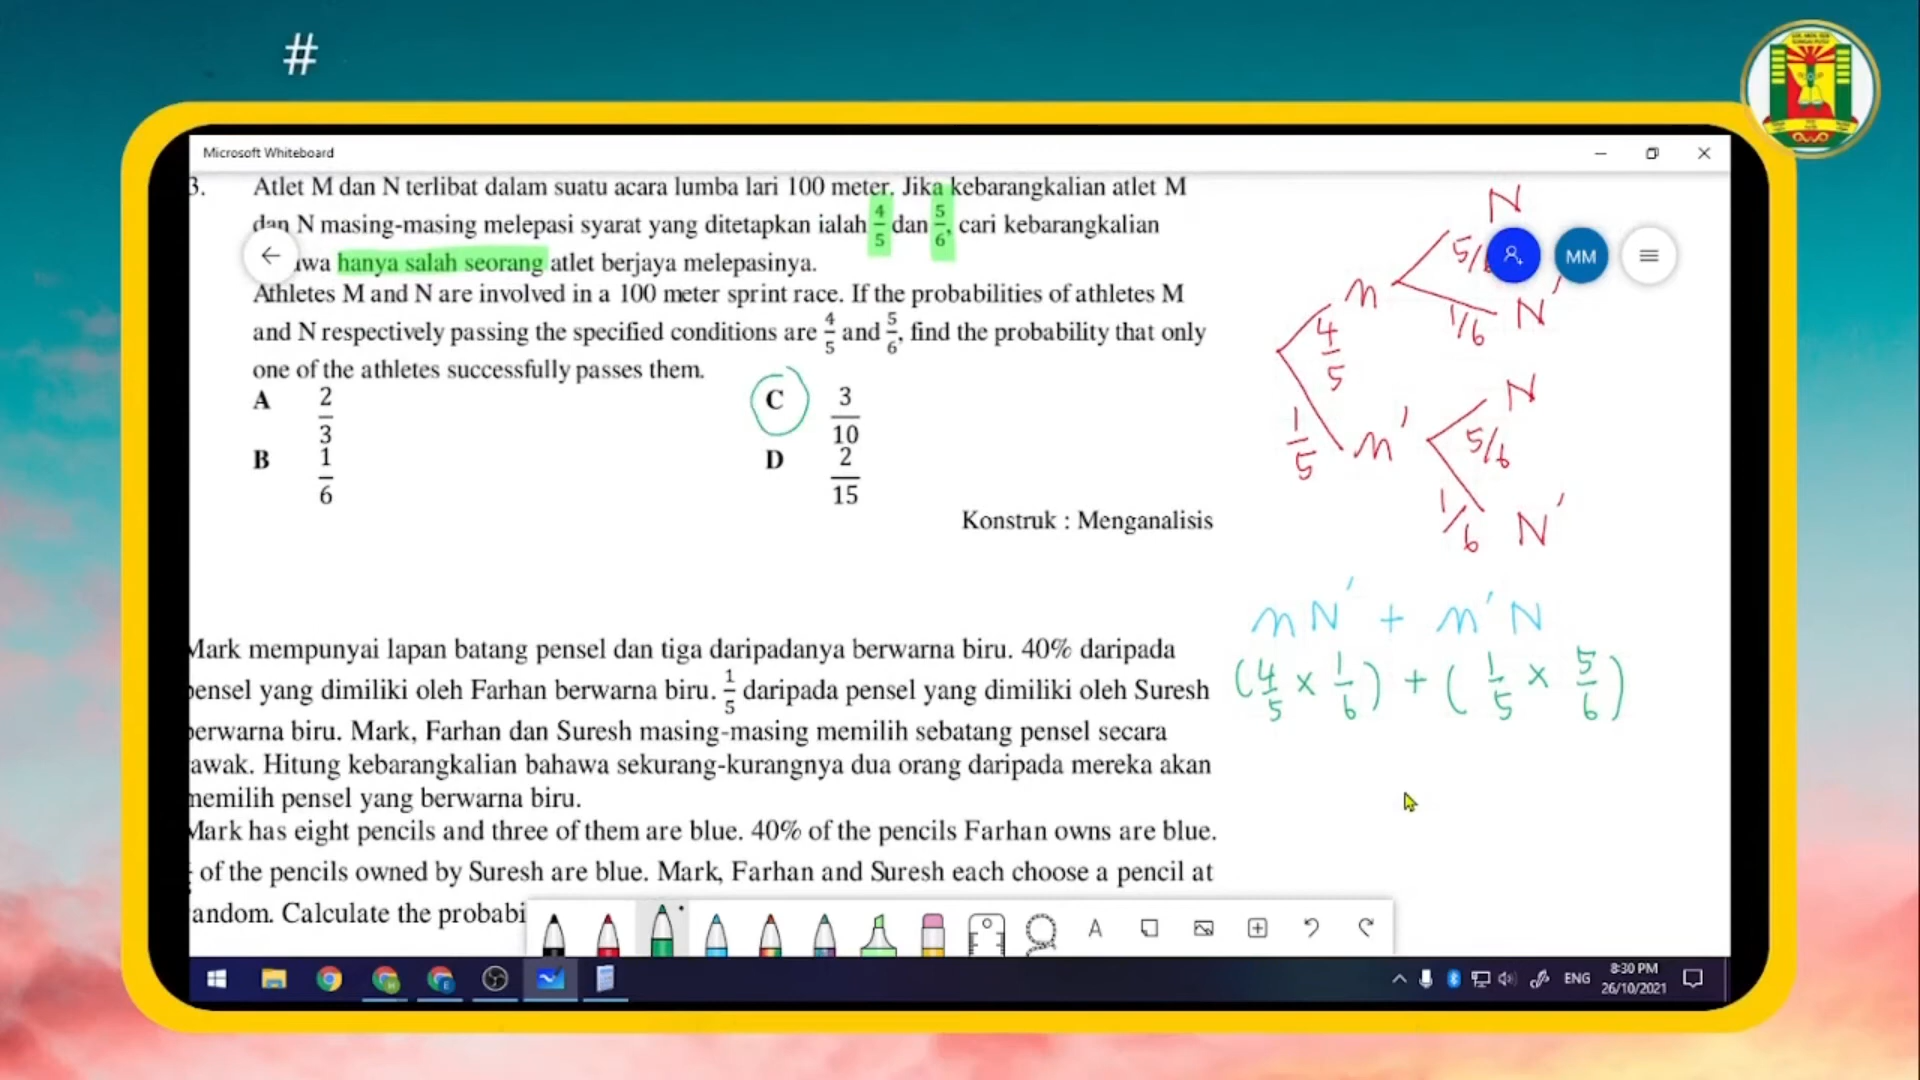 #
Microsoft Whiteboard
3. Atlet M dan N terlibat dalam suatu acara lumba lari 100 meter. Jika kebarangkalian atlet M
dan N masing-masing melepasi syarat yang ditetapkan ialah 4/5 dan 5/6, cari kebarangkalian
awa hanya salah seorang atlet berjaya melepasinya.
Athletes M and N are involved in a 100 meter sprint race. If the probabilities of athletes M
and N respectively passing the specified conditions are 4/5 and 5/6, find the probability that only
one of the athletes successfully passes them.
A 2/3 C 3/10
B 1/6 D 2/15
Konstruk : Menganalisis
Mark mempunyai lapan batang pensel dan tiga daripadanya berwarna biru. 40% daripada
pensel yang dimiliki oleh Farhan berwarna biru. 1/5 daripada pensel yang dimiliki oleh Suresh
berwarna biru. Mark, Farhan dan Suresh masing-masing memilih sebatang pensel secara
awak. Hitung kebarangkalian bahawa sekurang-kurangnya dua orang daripada mereka akan
memilih pensel yang berwarna biru.
Mark has eight pencils and three of them are blue. 40% of the pencils Farhan owns are blue.
of the pencils owned by Suresh are blue. Mark, Farhan and Suresh each choose a pencil at
andom. Calculate the probabi
N
5/
MM
M
4/5
1/6 N'
N
1/5
M'
5/6
1/6 N'
MN' + M'N
(4/5 × 1/6) + (1/5 × 5/6)
A
ENG
8:30 PM
26/10/2021